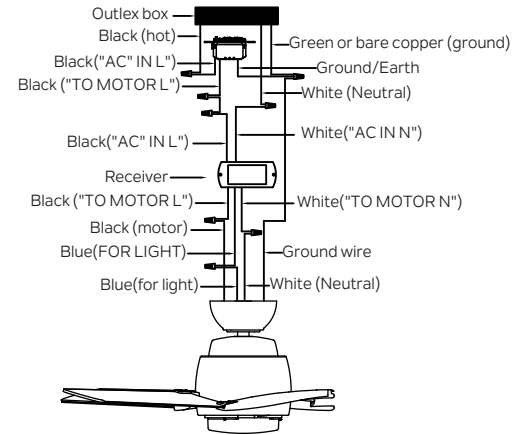 Outlex box
Black (hot)
Green or bare copper (ground)
Black("AC" IN L")
Ground/Earth
Black ("TO MOTOR L")
White (Neutral)
White("AC IN N")
Black("AC" IN L")
Receiver
Black ("TO MOTOR L")
White("TO MOTOR N")
Black (motor)
Blue(FOR LIGHT)
Ground wire
Blue(for light)
White (Neutral)